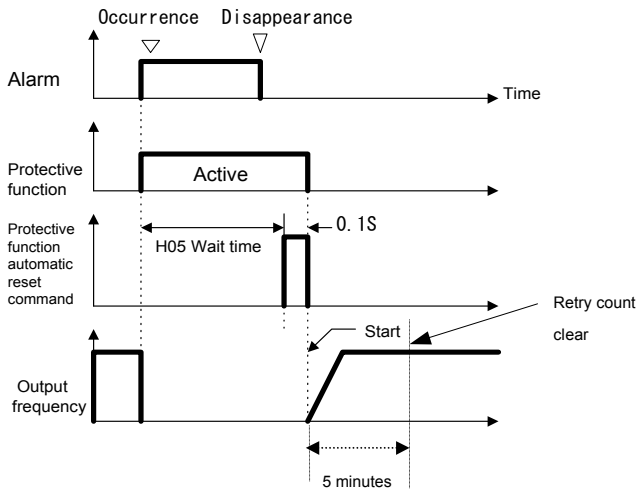 Occurrence Disappearance
Alarm
Time
Protective
function
Active
Protective
function
automatic
reset
command
H05 Wait time
0.1S
Start
Retry count
clear
Output
frequency
5 minutes